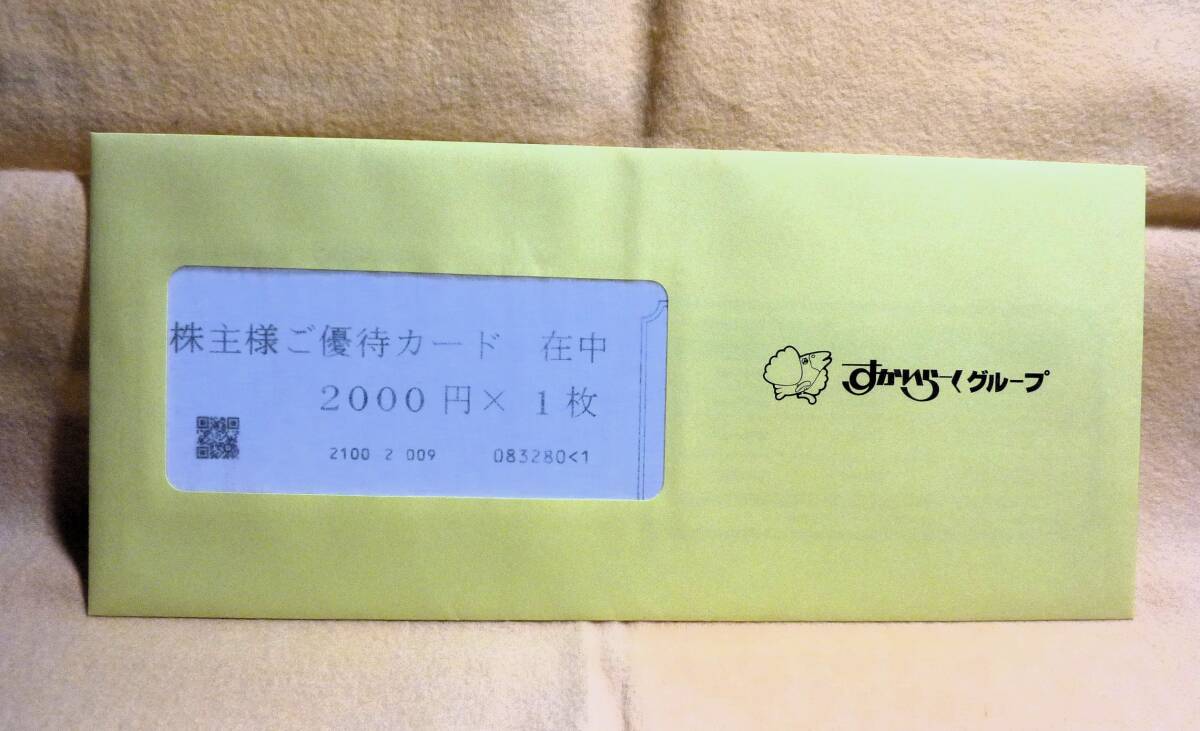 株主様ご優待カード 在中
2000円×1枚
2100 2 009 083280<1
すかいらーくグループ